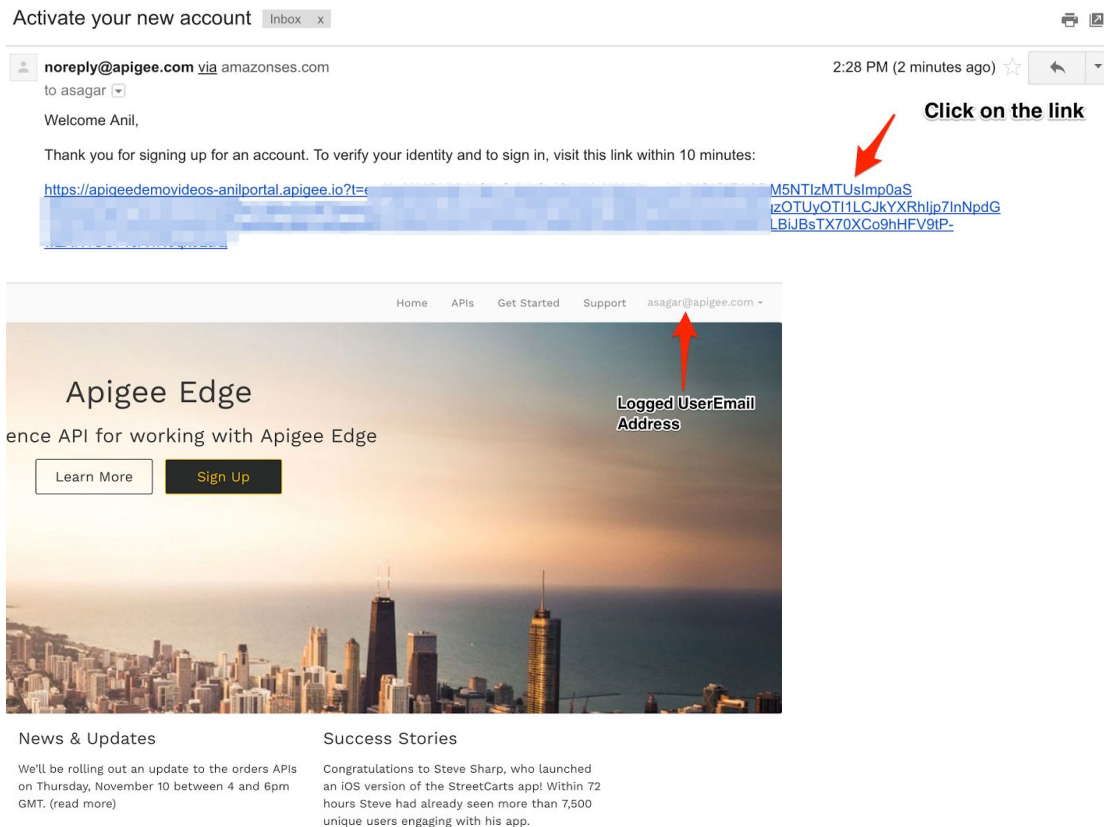 Activate your new account Inbox x
noreply@apigee.com via amazonses.com 2:28 PM (2 minutes ago)
to asagar
Click on the link
Welcome Anil,
Thank you for signing up for an account. To verify your identity and to sign in, visit this link within 10 minutes:
https://apigeedemovideos-anilportal.apigee.io?t=e M5NTIzMTUsImp0aS
zOTUyOTI1LCJkYXRhIjp7InNpdG
LBiJBsTX70XCo9hHFV9tP-
Home APIs Get Started Support asagar@apigee.com
Apigee Edge
Logged UserEmail
Address
ence API for working with Apigee Edge
Learn More Sign Up
News & Updates Success Stories
We'll be rolling out an update to the orders APIs
on Thursday, November 10 between 4 and 6pm
GMT. (read more)
Congratulations to Steve Sharp, who launched
an iOS version of the StreetCarts app! Within 72
hours Steve had already seen more than 7,500
unique users engaging with his app.